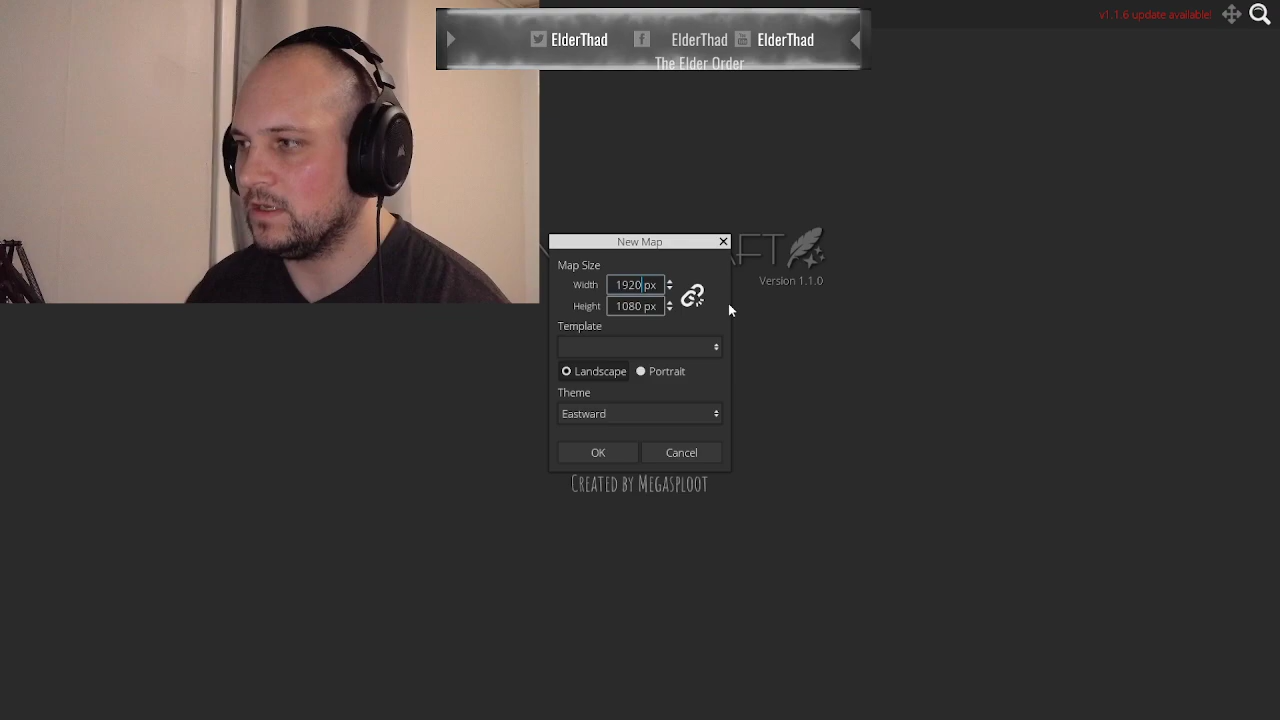 v1.1.6 update available!
ElderThad
ElderThad
ElderThad
The Elder Order
FT
Version 1.1.0
New Map
Map Size
Width 1920 px
Height 1080 px
Template
Landscape Portrait
Theme
Eastward
OK Cancel
Created by Megasploot